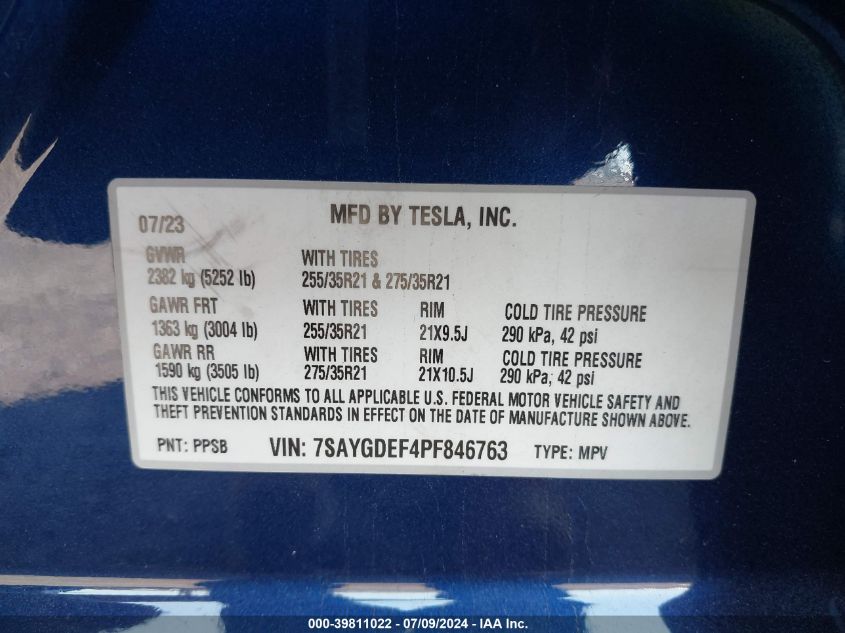 07/23 MFD BY TESLA, INC.
GVWR WITH TIRES
2382 kg (5252 lb) 255/35R21 & 275/35R21
GAWR FRT WITH TIRES RIM COLD TIRE PRESSURE
1363 kg (3004 lb) 255/35R21 21X9.5J 290 kPa, 42 psi
GAWR RR WITH TIRES RIM COLD TIRE PRESSURE
1590 kg (3505 lb) 275/35R21 21X10.5J 290 kPa, 42 psi
THIS VEHICLE CONFORMS TO ALL APPLICABLE U.S. FEDERAL MOTOR VEHICLE SAFETY AND
THEFT PREVENTION STANDARDS IN EFFECT ON THE DATE OF MANUFACTURE SHOWN ABOVE.
PNT: PPSB VIN: 7SAYGDEF4PF846763 TYPE: MPV
000-39811022 - 07/09/2024 - IAA Inc.